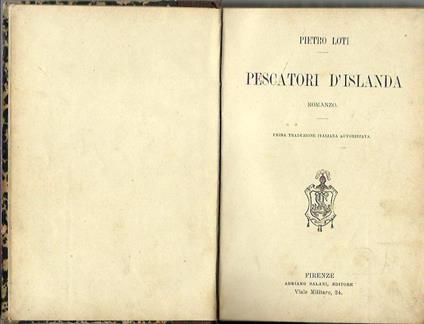 PIETRO LOTI
PESCATORI D'ISLANDA
ROMANZO.
PRIMA TRADUZIONE ITALIANA AUTORIZZATA.
FIRENZE
ADRIANO SALANI, EDITORE
Viale Militare, 24.